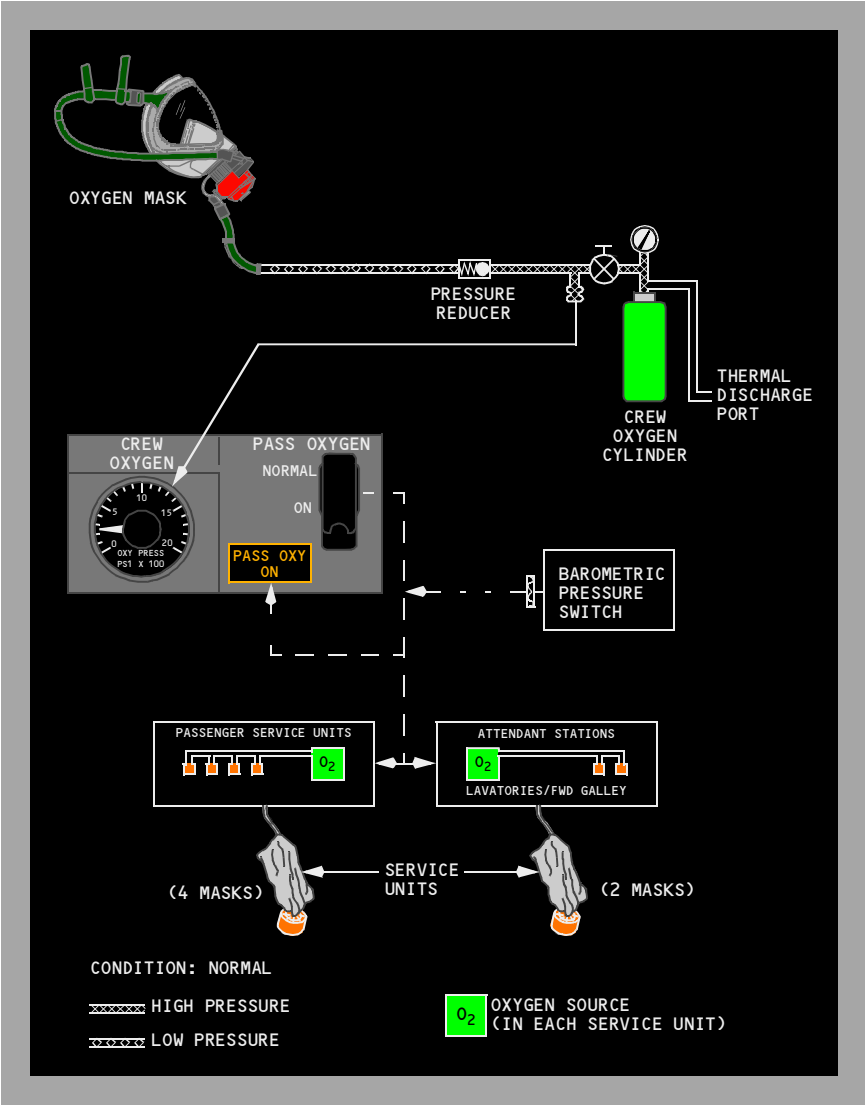 OXYGEN MASK
PRESSURE
REDUCER
THERMAL
DISCHARGE
PORT
CREW
OXYGEN
CYLINDER
CREW
OXYGEN
PASS OXYGEN
NORMAL
ON
10
5
15
0
20
OXY PRESS
PS1 X 100
PASS OXY
ON
BAROMETRIC
PRESSURE
SWITCH
PASSENGER SERVICE UNITS
O2
ATTENDANT STATIONS
O2
LAVATORIES/FWD GALLEY
SERVICE
UNITS
(4 MASKS)
(2 MASKS)
CONDITION: NORMAL
HIGH PRESSURE
LOW PRESSURE
O2
OXYGEN SOURCE
(IN EACH SERVICE UNIT)